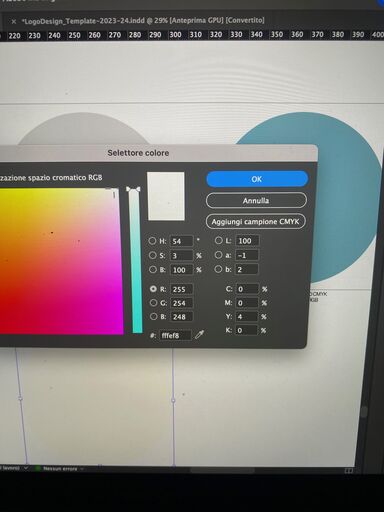 × *LogoDesign_Template-2023-24.indd @ 29% [Anteprima GPU] [Convertito]
220 230 240 250 260 270 280 290 300 310 320 330 340 350 360 370 380 390 400
Selettore colore
zazione spazio cromatico RGB
OK
Annulla
Aggiungi campione CMYK
H: 54 °
L: 100
S: 3 %
a: -1
B: 100 %
b: 2
R: 255
C: 0 %
G: 254
M: 0 %
B: 248
Y: 4 %
#: fffef8
K: 0 %
CMYK
RGB
Nessun errore